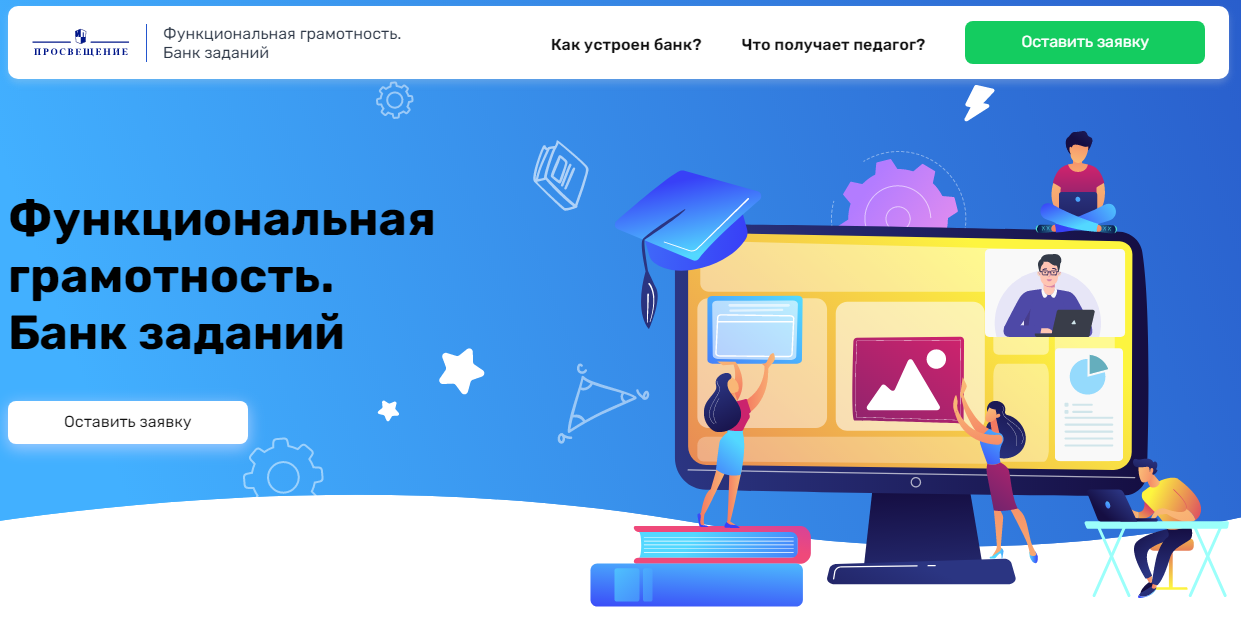 ПРОСВЕЩЕНИЕ
Функциональная грамотность.
Банк заданий
Как устроен банк?
Что получает педагог?
Оставить заявку
Функциональная
грамотность.
Банк заданий
Оставить заявку
c
b
a